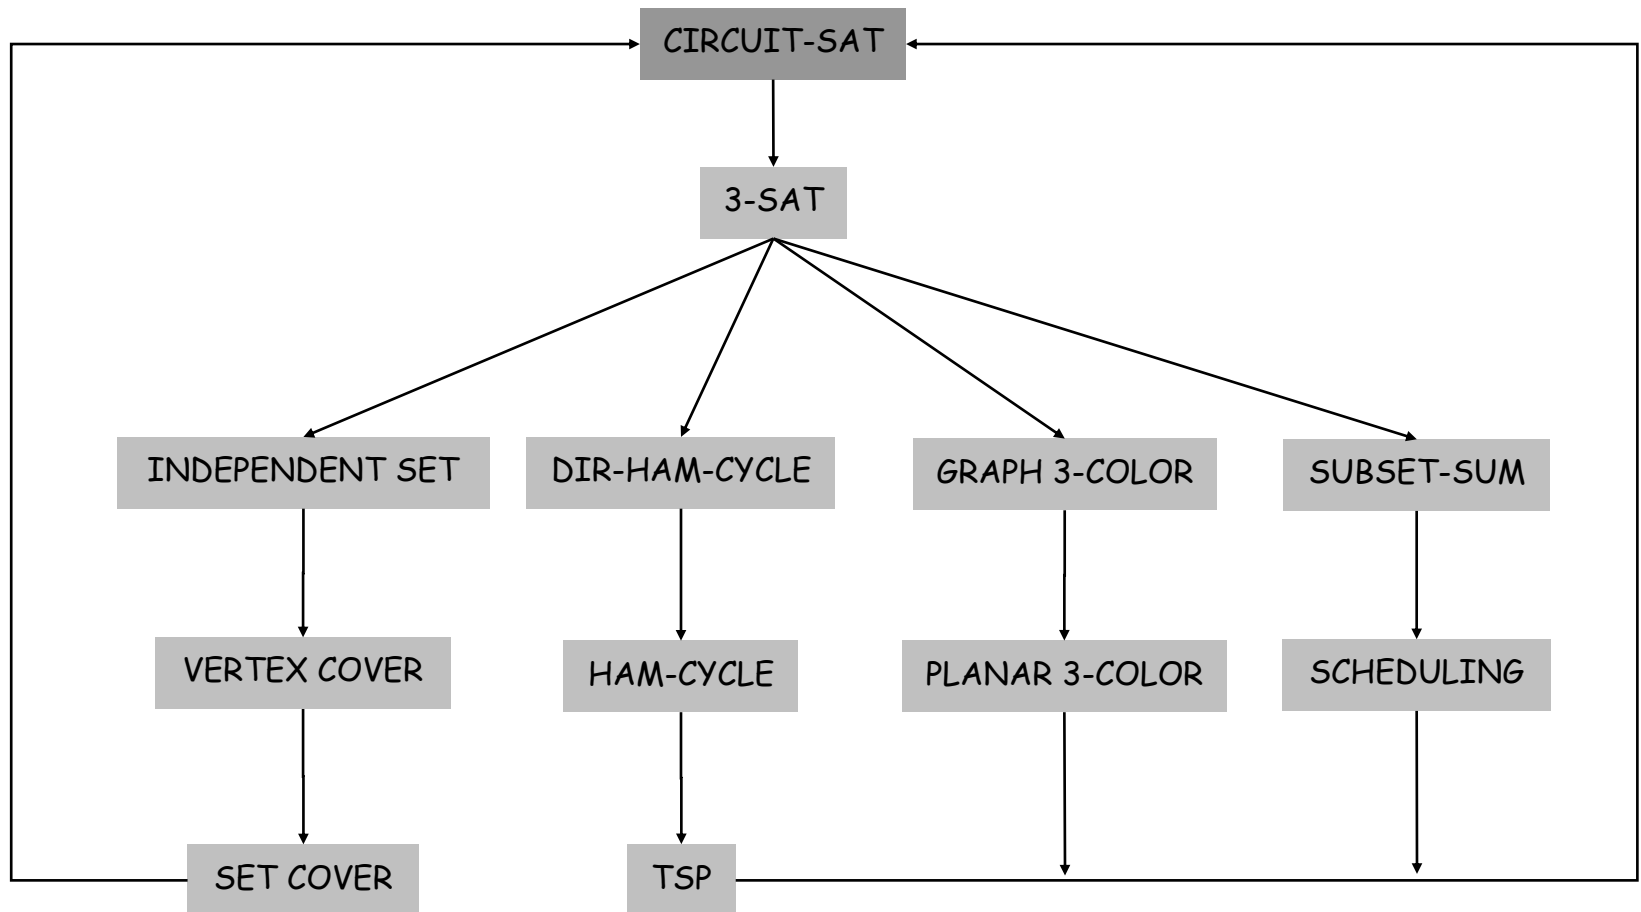 CIRCUIT-SAT
3-SAT
INDEPENDENT SET
DIR-HAM-CYCLE
GRAPH 3-COLOR
SUBSET-SUM
VERTEX COVER
HAM-CYCLE
PLANAR 3-COLOR
SCHEDULING
SET COVER
TSP